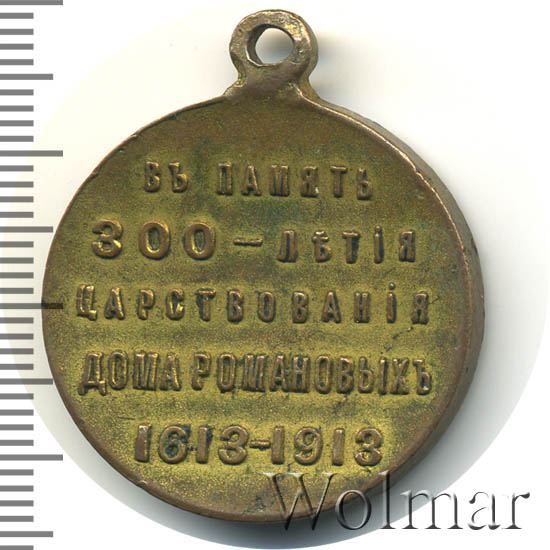 ВЪ ПАМЯТЬ
300-ЛѢТІЯ
ЦАРСТВОВАНІЯ
ДОМА РОМАНОВЫХЪ
1613-1913
Wolmar